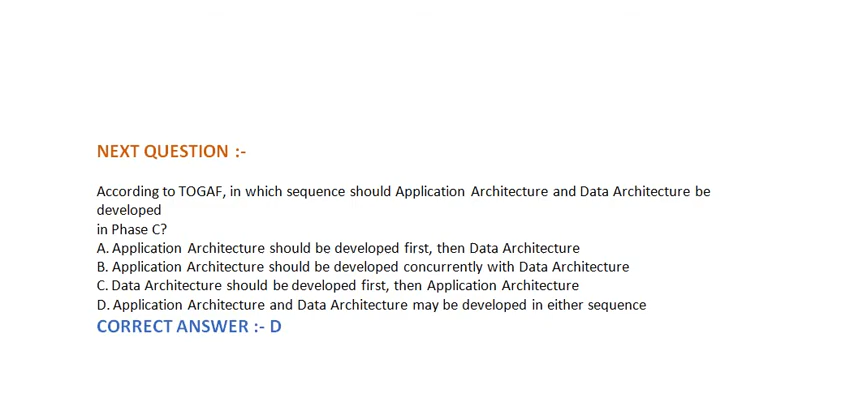 NEXT QUESTION :-
According to TOGAF, in which sequence should Application Architecture and Data Architecture be
developed
in Phase C?
A. Application Architecture should be developed first, then Data Architecture
B. Application Architecture should be developed concurrently with Data Architecture
C. Data Architecture should be developed first, then Application Architecture
D. Application Architecture and Data Architecture may be developed in either sequence
CORRECT ANSWER :- D